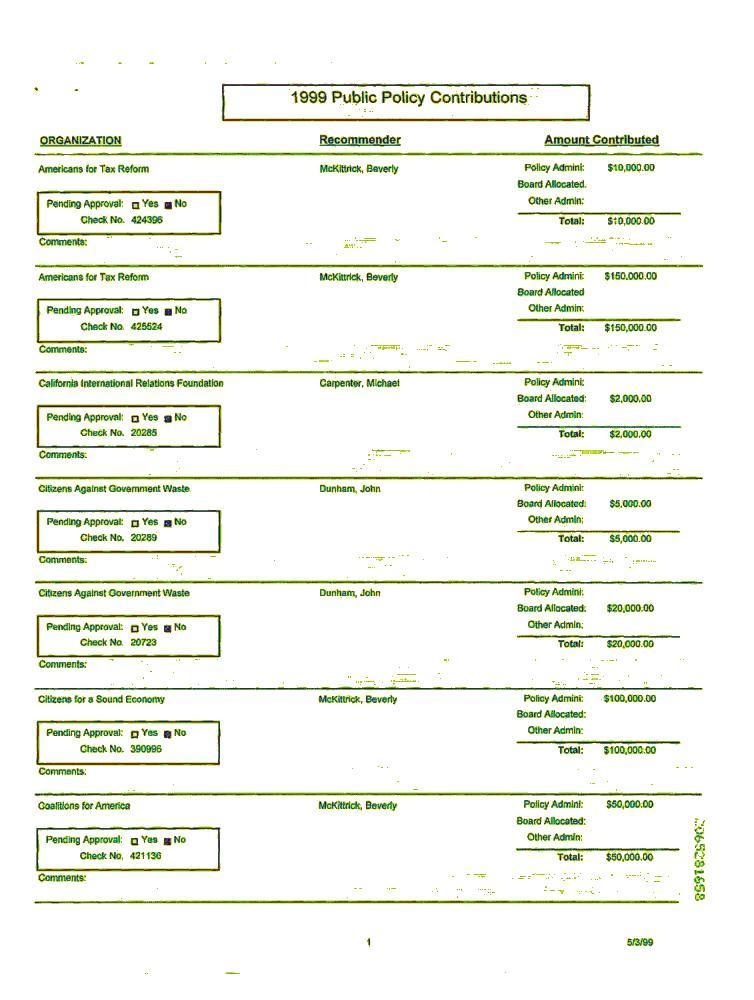 1999 Public Policy Contributions
ORGANIZATION Recommender Amount Contributed
Americans for Tax Reform McKittrick, Beverly Policy Admini: $10,000.00
Board Allocated.
Pending Approval: Yes No Other Admin:
Check No. 424396 Total: $10,000.00
Comments:
Americans for Tax Reform McKittrick, Beverly Policy Admini: $150,000.00
Board Allocated
Pending Approval: Yes No Other Admin:
Check No. 425524 Total: $150,000.00
Comments:
California International Relations Foundation Carpenter, Michael Policy Admini:
Board Allocated: $2,000.00
Pending Approval: Yes No Other Admin:
Check No. 20285 Total: $2,000.00
Comments:
Citizens Against Government Waste Dunham, John Policy Admini:
Board Allocated: $5,000.00
Pending Approval: Yes No Other Admin:
Check No. 20289 Total: $5,000.00
Comments:
Citizens Against Government Waste Dunham, John Policy Admini:
Board Allocated: $20,000.00
Pending Approval: Yes No Other Admin:
Check No. 20723 Total: $20,000.00
Comments:
Citizens for a Sound Economy McKittrick, Beverly Policy Admini: $100,000.00
Board Allocated:
Pending Approval: Yes No Other Admin:
Check No. 390996 Total: $100,000.00
Comments:
Coalitions for America McKittrick, Beverly Policy Admini: $50,000.00
Board Allocated:
Pending Approval: Yes No Other Admin:
Check No. 421136 Total: $50,000.00
Comments:
1 5/3/99